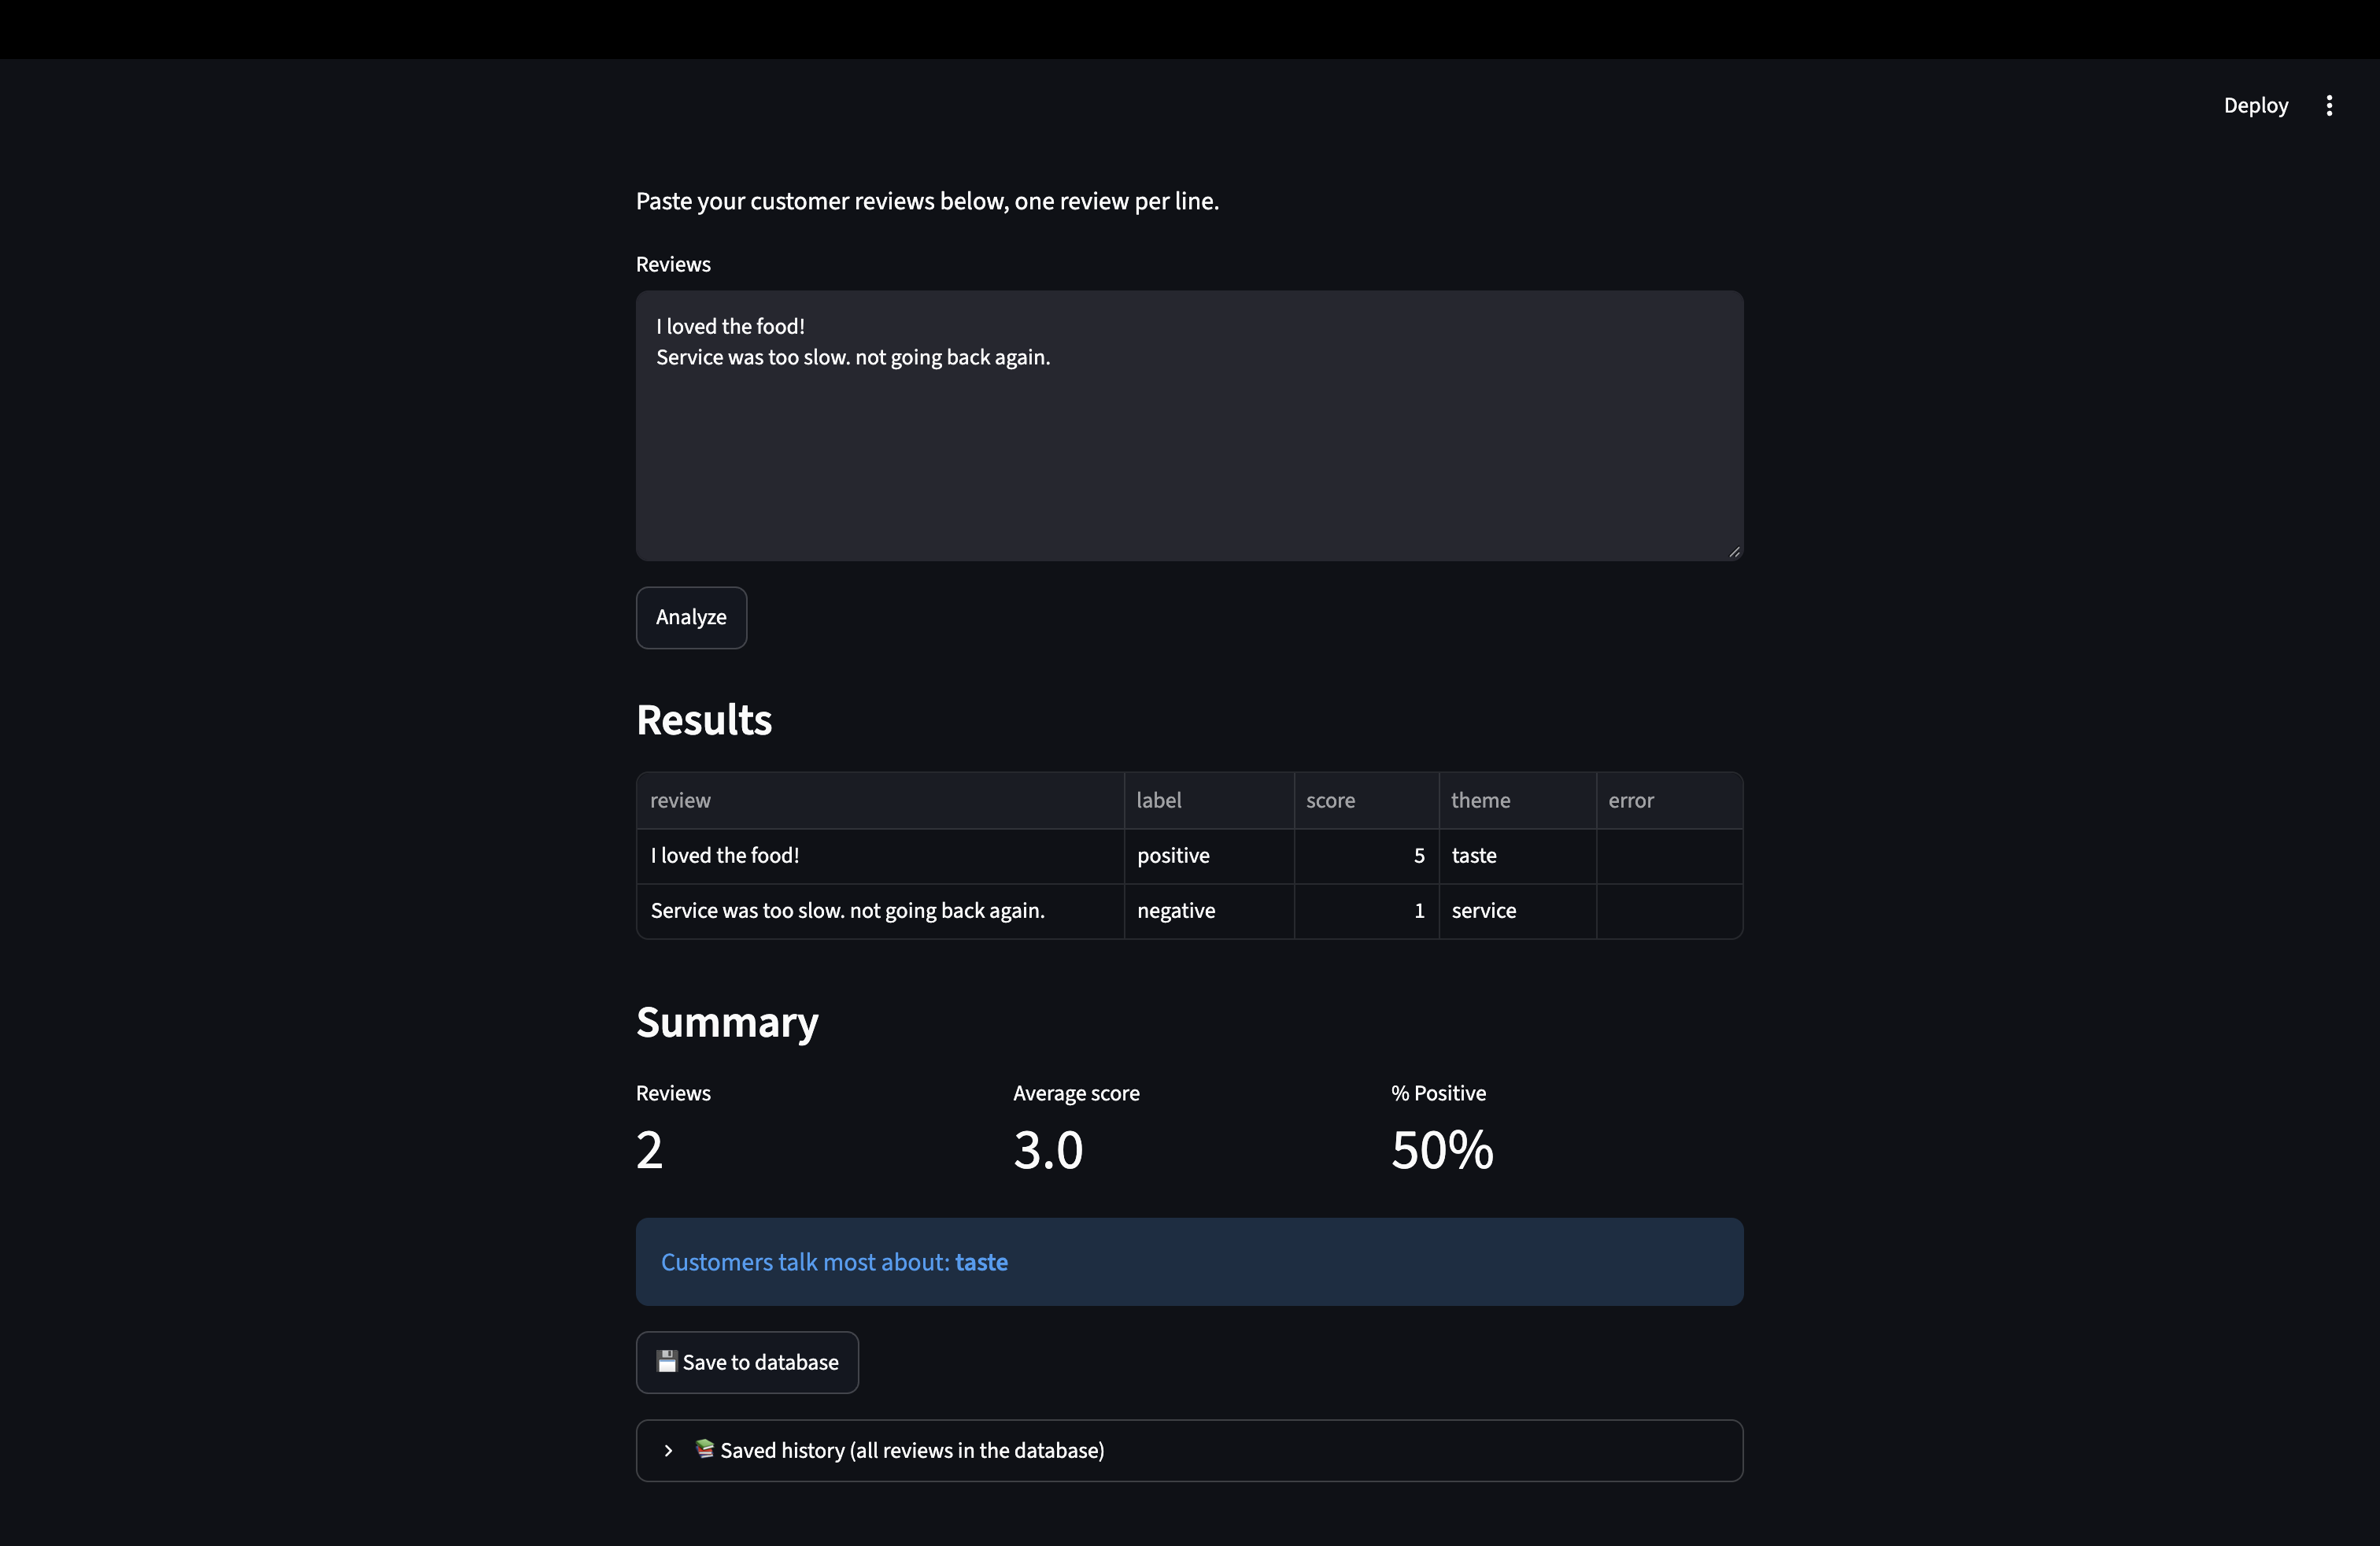 Deploy
Paste your customer reviews below, one review per line.
Reviews
I loved the food!
Service was too slow. not going back again.
Analyze
Results
review label score theme error
I loved the food! positive 5 taste
Service was too slow. not going back again. negative 1 service
Summary
Reviews Average score % Positive
2 3.0 50%
Customers talk most about: taste
💾 Save to database
📚 Saved history (all reviews in the database)